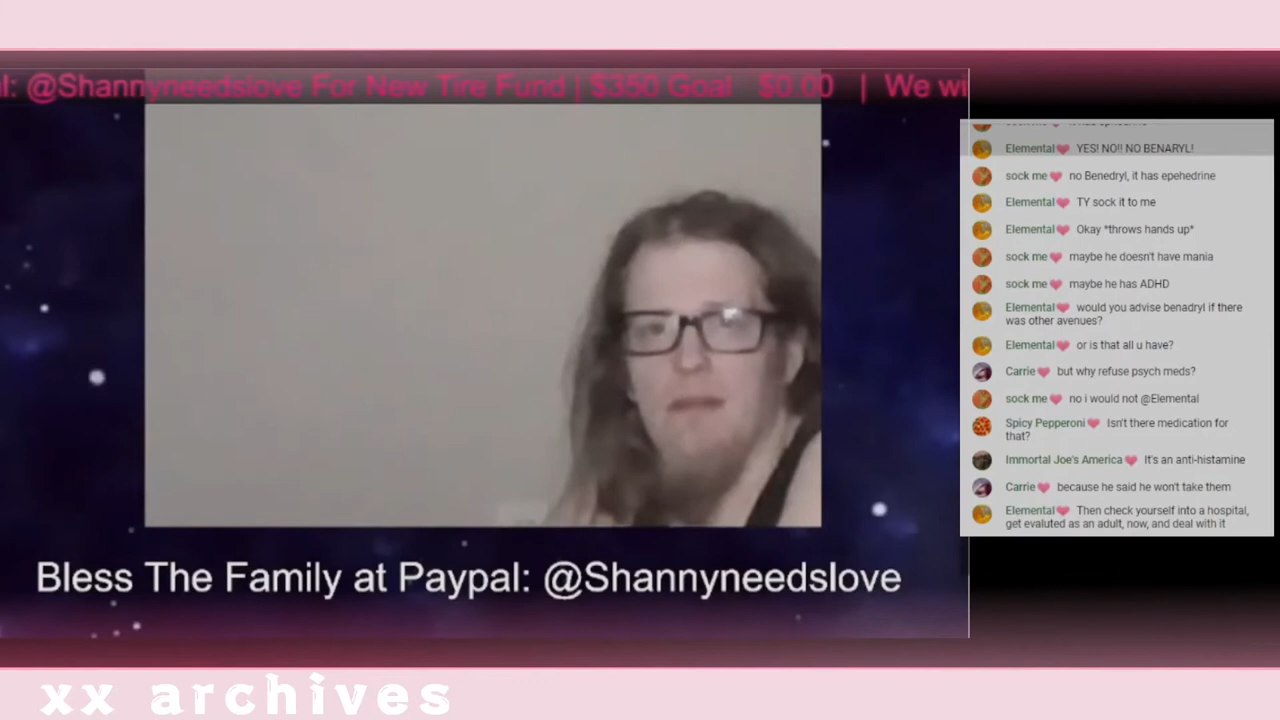 l: @Shannyneedslove For New Tire Fund | $350 Goal $0.00 | We wi
Elemental YES! NO!! NO BENARYL!
sock me no Benedryl, it has epehedrine
Elemental TY sock it to me
Elemental Okay *throws hands up*
sock me maybe he doesn't have mania
sock me maybe he has ADHD
Elemental would you advise benadryl if there
was other avenues?
Elemental or is that all u have?
Carrie but why refuse psych meds?
sock me no i would not @Elemental
Spicy Pepperoni Isn't there medication for
that?
Immortal Joe's America It's an anti-histamine
Carrie because he said he won't take them
Elemental Then check yourself into a hospital,
get evaluted as an adult, now, and deal with it
Bless The Family at Paypal: @Shannyneedslove
xx archives